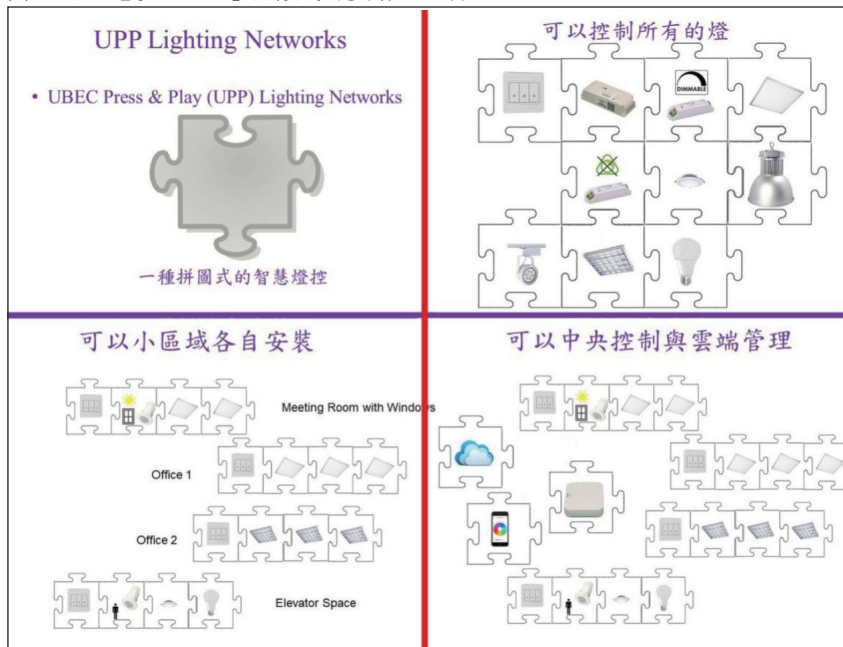 UPP Lighting Networks
• UBEC Press & Play (UPP) Lighting Networks
一種拼圖式的智慧燈控
可以控制所有的燈
DIMMABLE
可以小區域各自安裝
Meeting Room with Windows
Office 1
Office 2
Elevator Space
可以中央控制與雲端管理